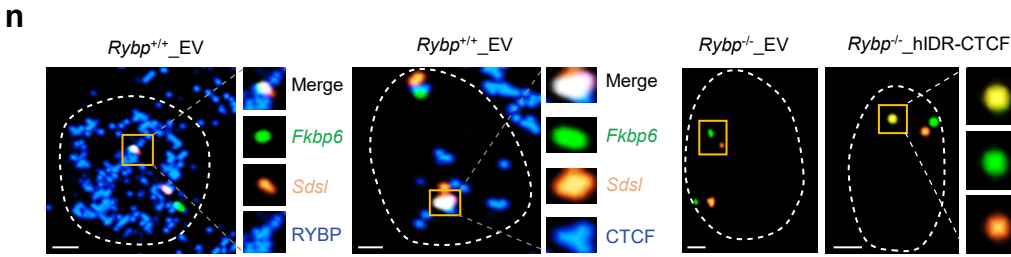 n
Rybp+/+_EV
Rybp+/+_EV
Rybp-/-_EV
Rybp-/-_hIDR-CTCF
Merge
Fkbp6
Sdsl
RYBP
Merge
Fkbp6
Sdsl
CTCF